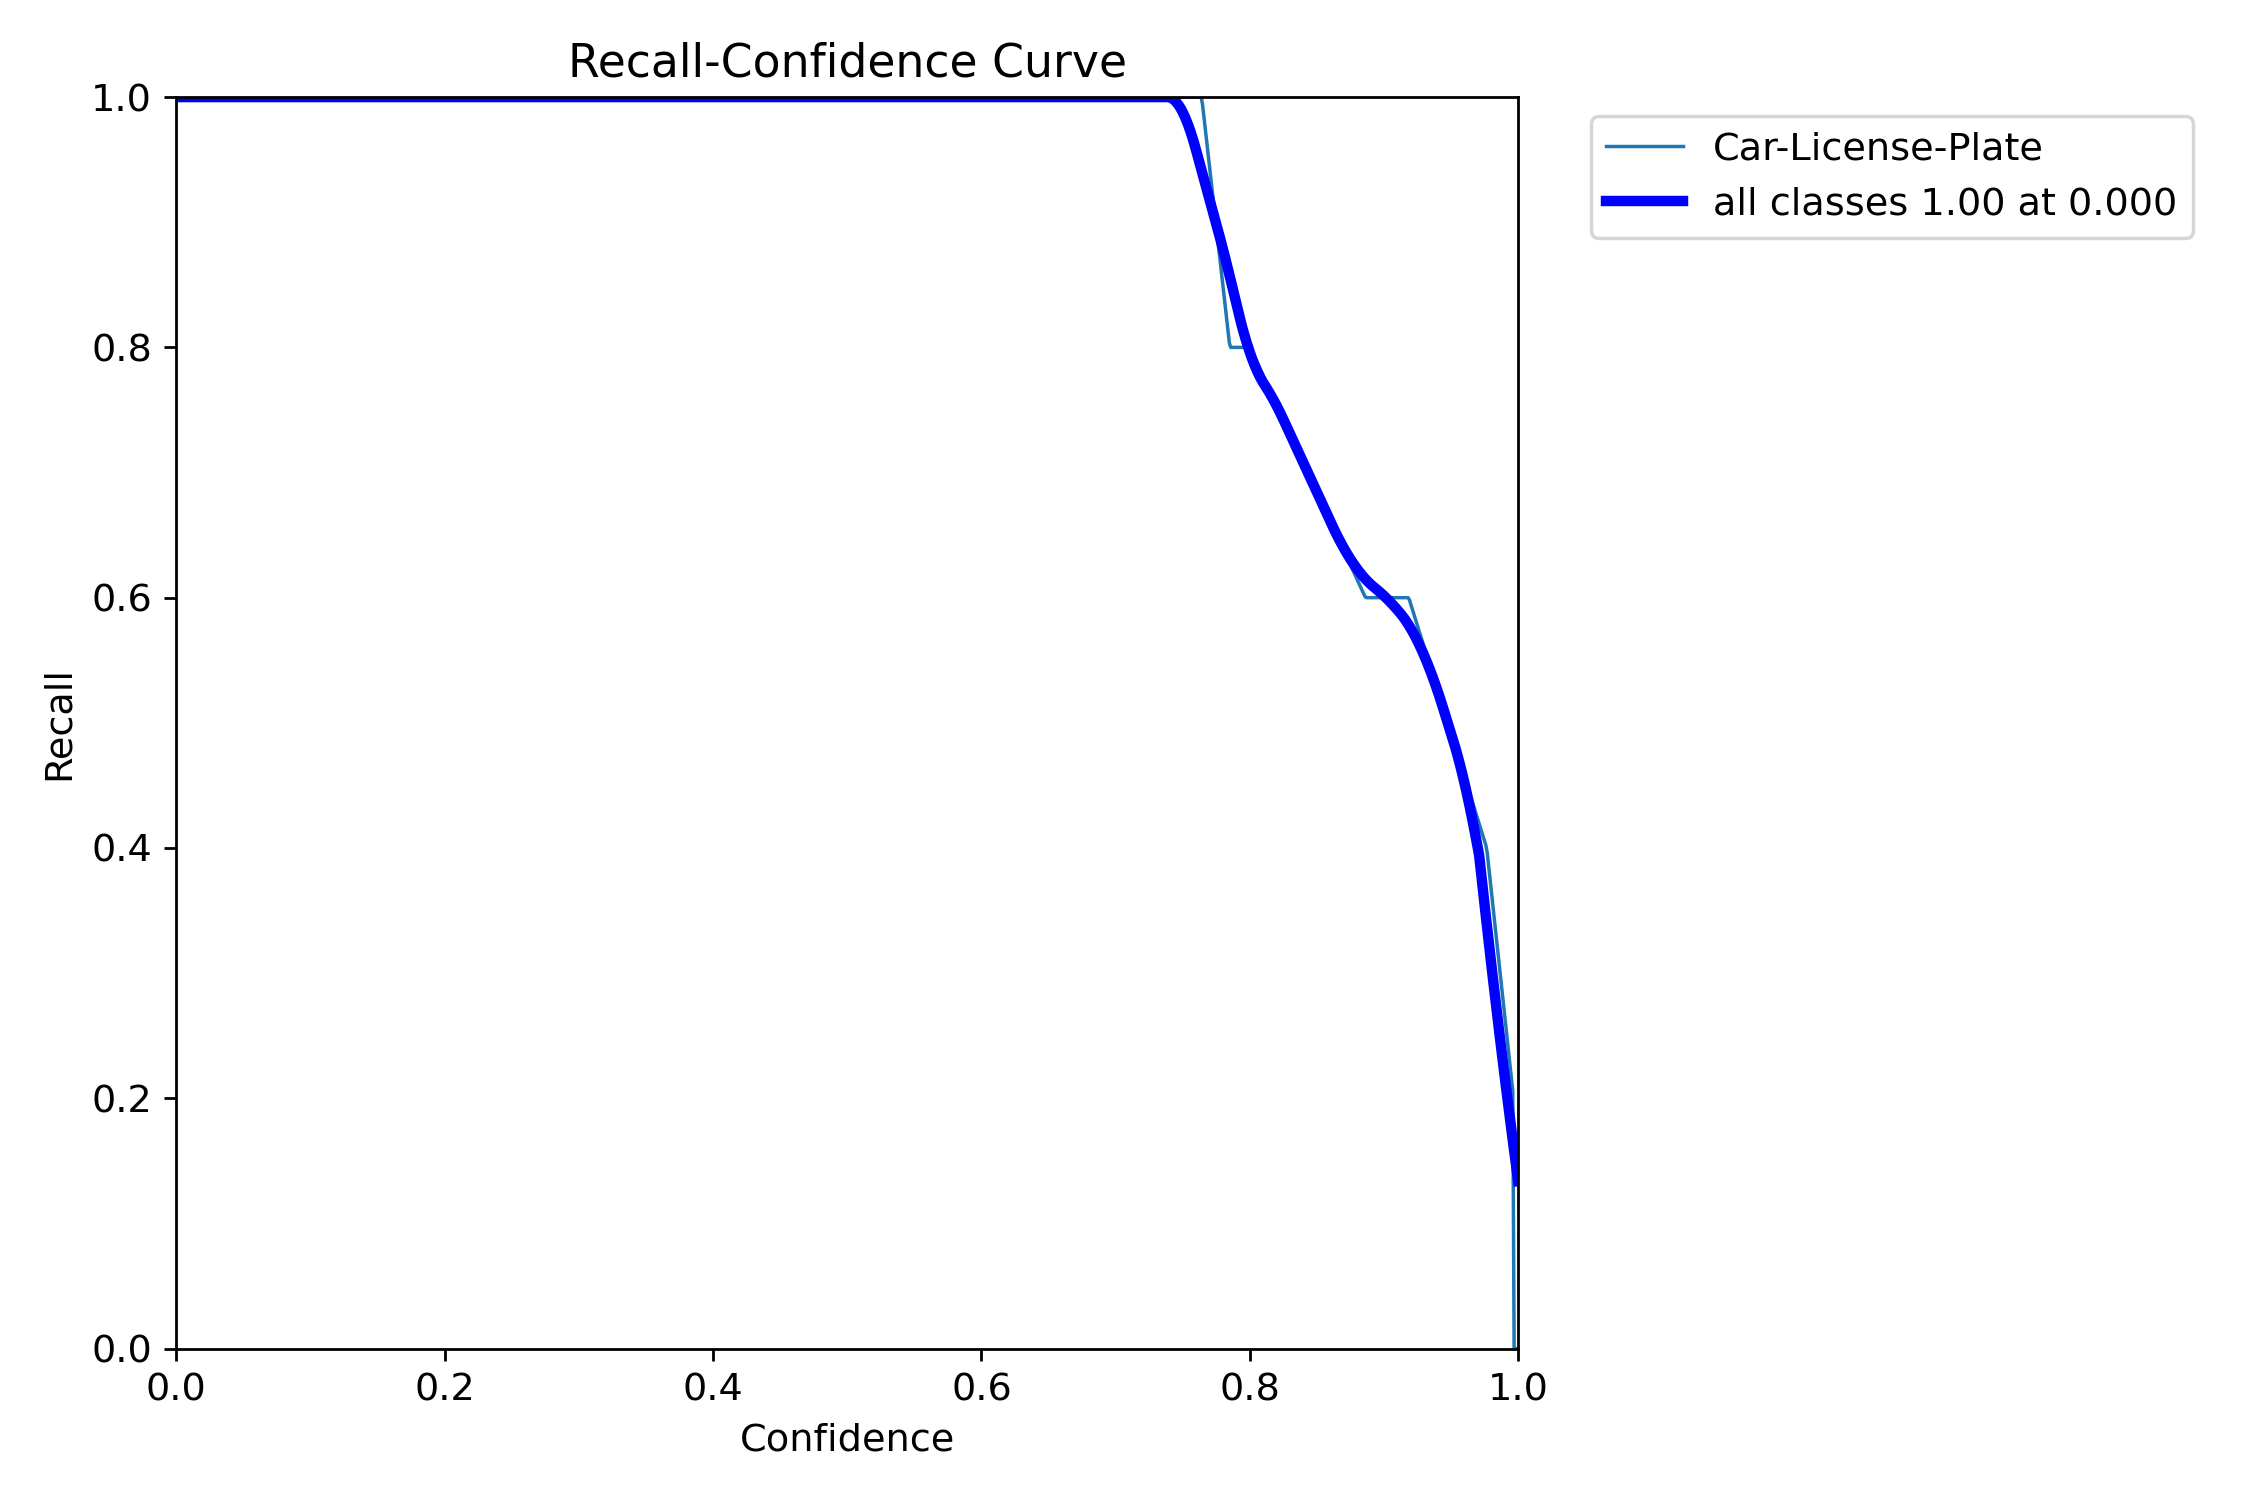 Recall-Confidence Curve
1.0
0.8
0.6
0.4
0.2
0.0
Recall
0.0 0.2 0.4 0.6 0.8 1.0
Confidence
Car-License-Plate
all classes 1.00 at 0.000